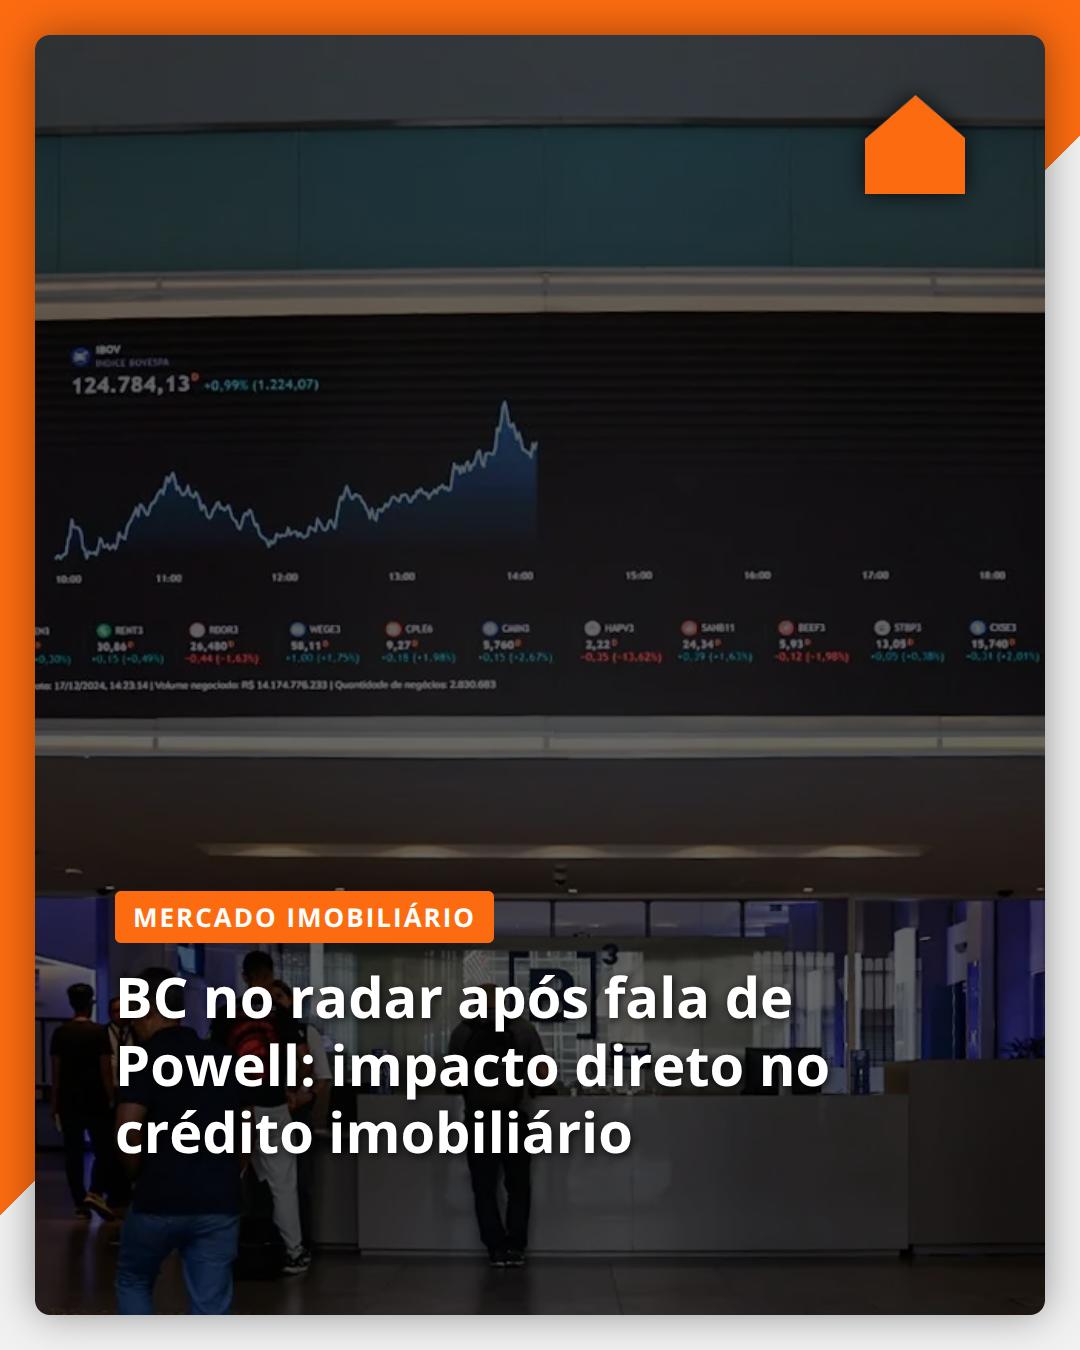 IBOV
ÍNDICE BOVESPA
124.784,13 +0,99% (1.224,07)
10:00 11:00 12:00 13:00 14:00 15:00 16:00 17:00 18:00
RENT3 RDOR3 WEGE3 CPLE6 CMIN3 HAPV3 SANB11 BEEF3 STBP3 CXSE3
30,86 26,480 58,11 9,27 5,760 2,22 24,34 5,93 13,05 15,740
+0,30%) +0,15 (+0,49%) -0,44 (-1,63%) +1,00 (+1,75%) +0,18 (+1,98%) +0,15 (+2,67%) -0,35 (-13,62%) +0,39 (+1,63%) -0,12 (-1,98%) +0,05 (+0,38%) +0,31 (+2,01%)
17/12/2024, 14:23:14 | Volume negociado: R$ 14.174.776.233 | Quantidade de negócios: 2.830.683
MERCADO IMOBILIÁRIO
BC no radar após fala de
Powell: impacto direto no
crédito imobiliário